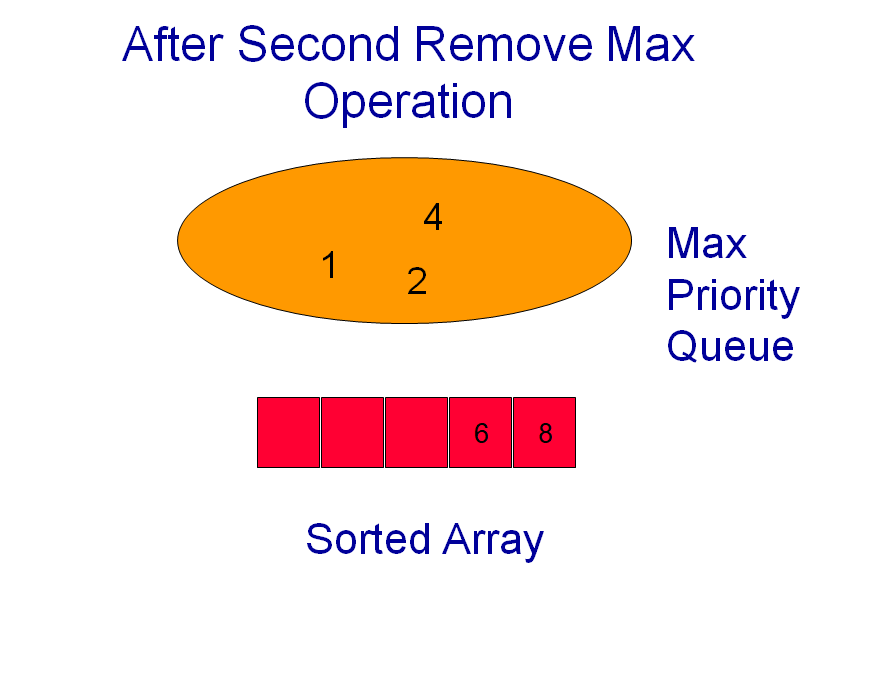 After Second Remove Max
Operation
4
1
2
Max
Priority
Queue
6 8
Sorted Array